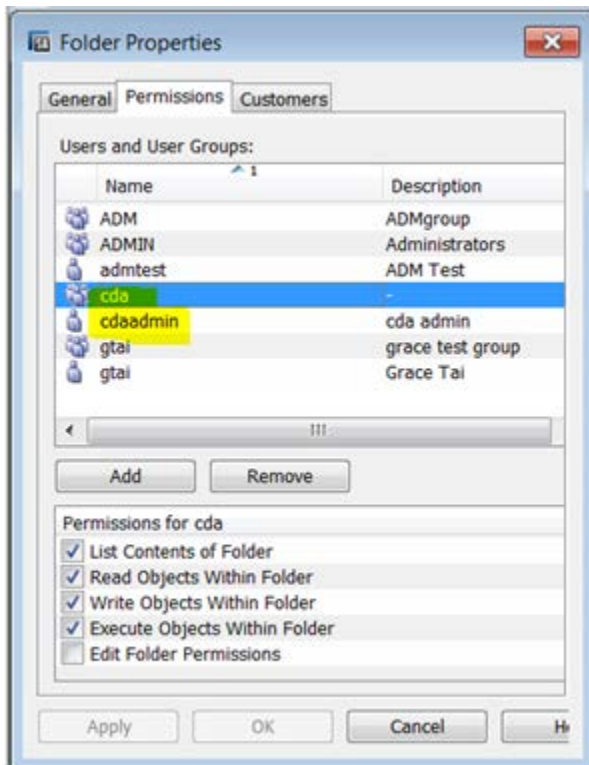 Folder Properties
General Permissions Customers
Users and User Groups:
1
Name Description
ADM ADMgroup
ADMIN Administrators
admtest ADM Test
cda -
cdaadmin cda admin
gtai grace test group
gtai Grace Tai
Add Remove
Permissions for cda
List Contents of Folder
Read Objects Within Folder
Write Objects Within Folder
Execute Objects Within Folder
Edit Folder Permissions
Apply OK Cancel